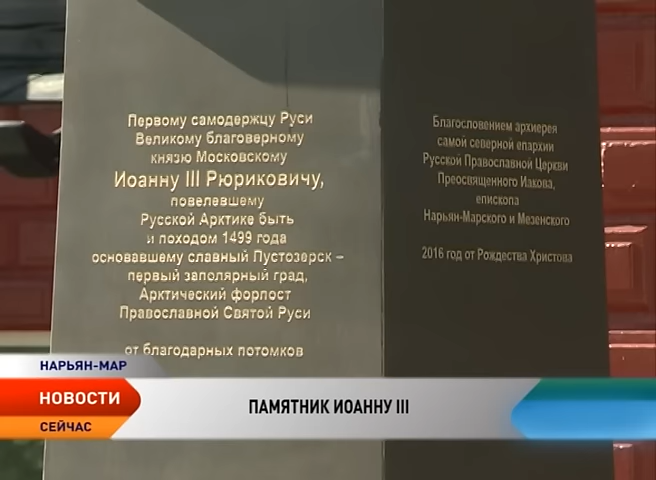 Первому самодержцу Руси
Великому благоверному
князю Московскому
Иоанну III Рюриковичу,
повелевшему
Русской Арктике быть
и походом 1499 года
основавшему славный Пустозерск –
первый заполярный град,
Арктический форпост
Православной Святой Руси
от благодарных потомков
Благословением архиерея
самой северной епархии
Русской Православной Церкви
Преосвященного Иакова,
епископа
Нарьян-Марского и Мезенского
2016 год от Рождества Христова
НАРЬЯН-МАР
НОВОСТИ
СЕЙЧАС
ПАМЯТНИК ИОАННУ III